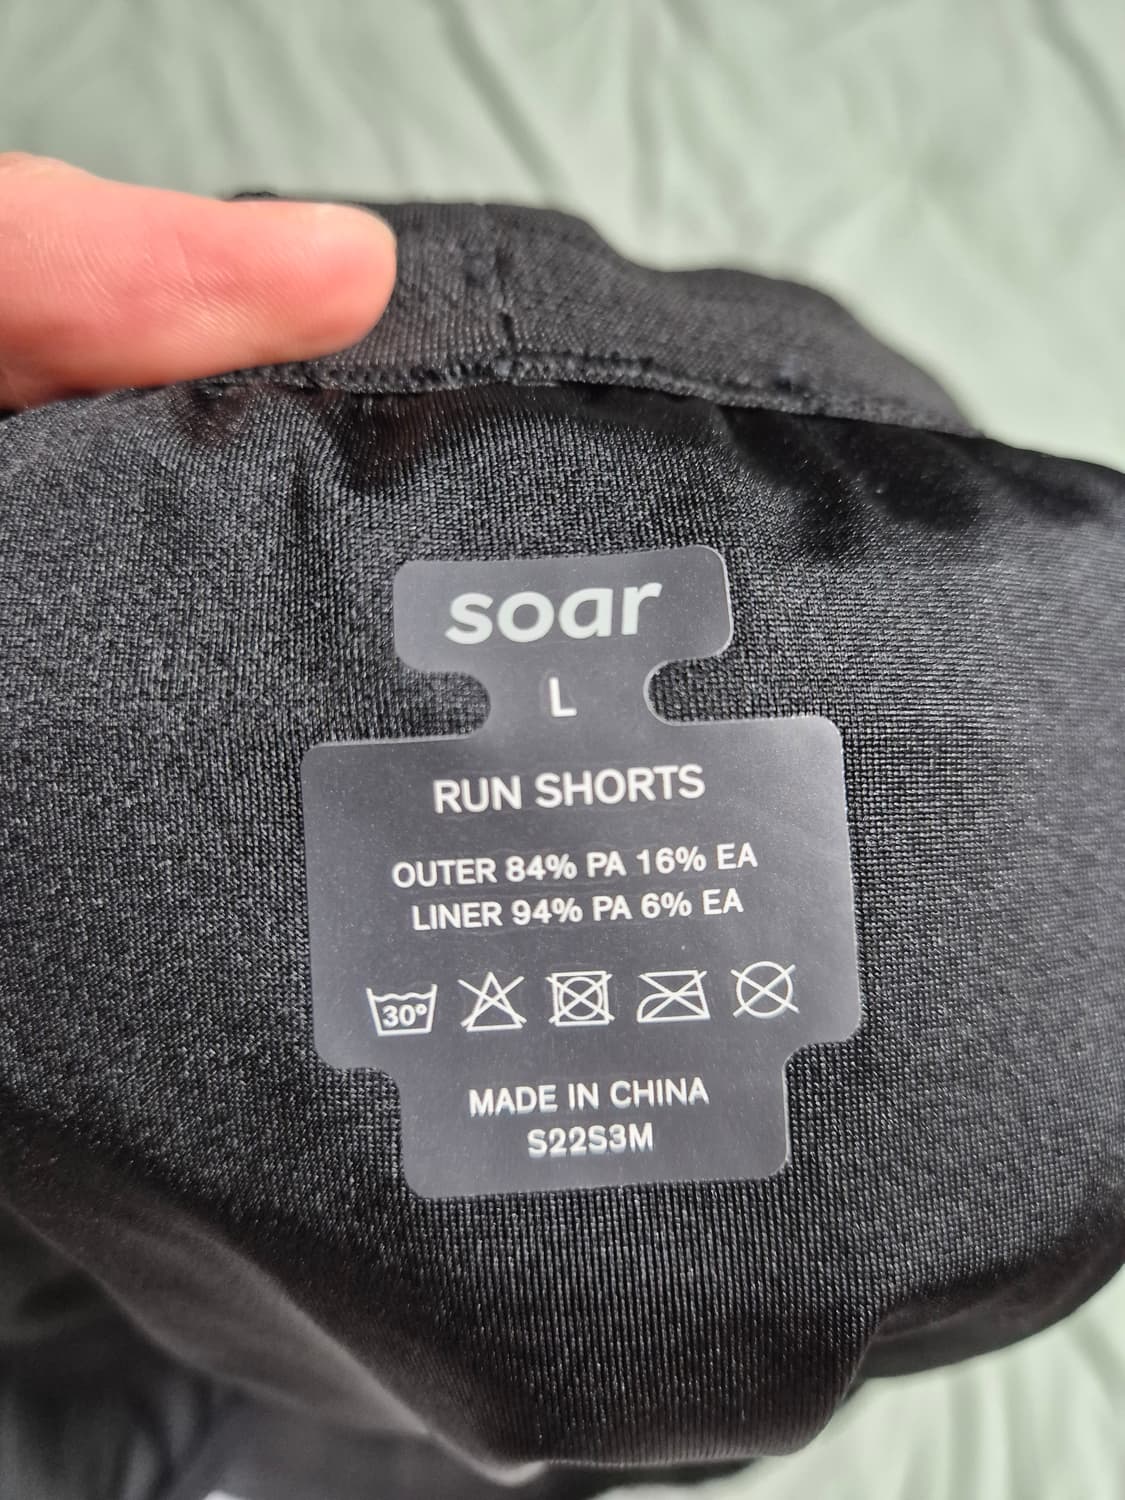 soar
L
RUN SHORTS
OUTER 84% PA 16% EA
LINER 94% PA 6% EA
30°
MADE IN CHINA
S22S3M